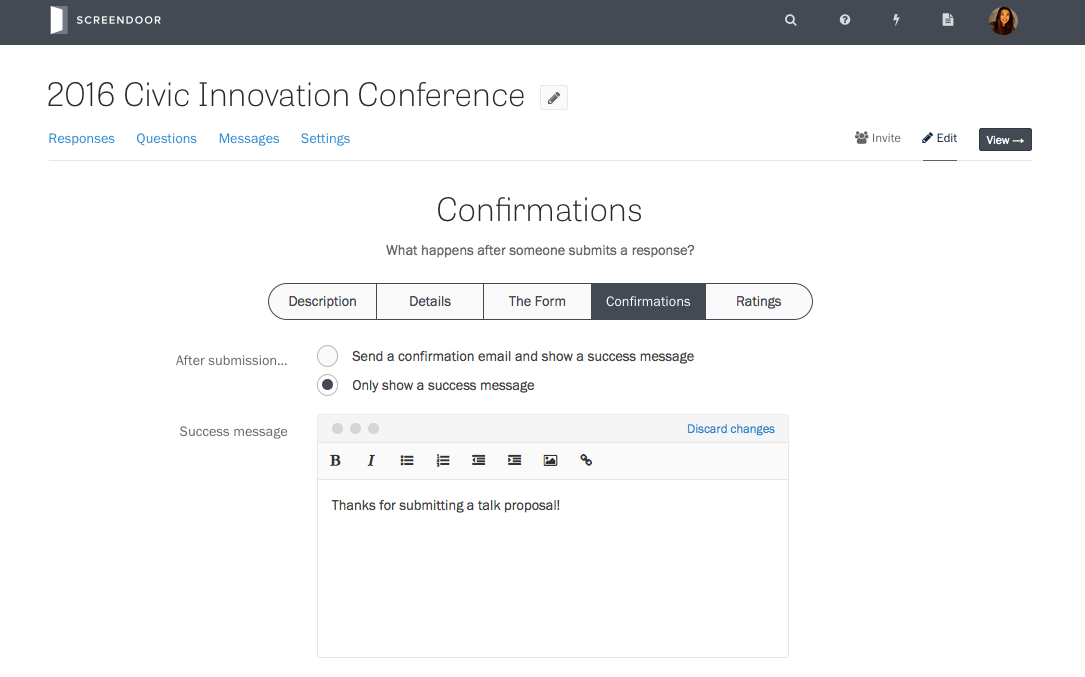 SCREENDOOR
2016 Civic Innovation Conference
Responses Questions Messages Settings Invite Edit View →
Confirmations
What happens after someone submits a response?
Description Details The Form Confirmations Ratings
After submission... Send a confirmation email and show a success message
Only show a success message
Success message Discard changes
B I
Thanks for submitting a talk proposal!